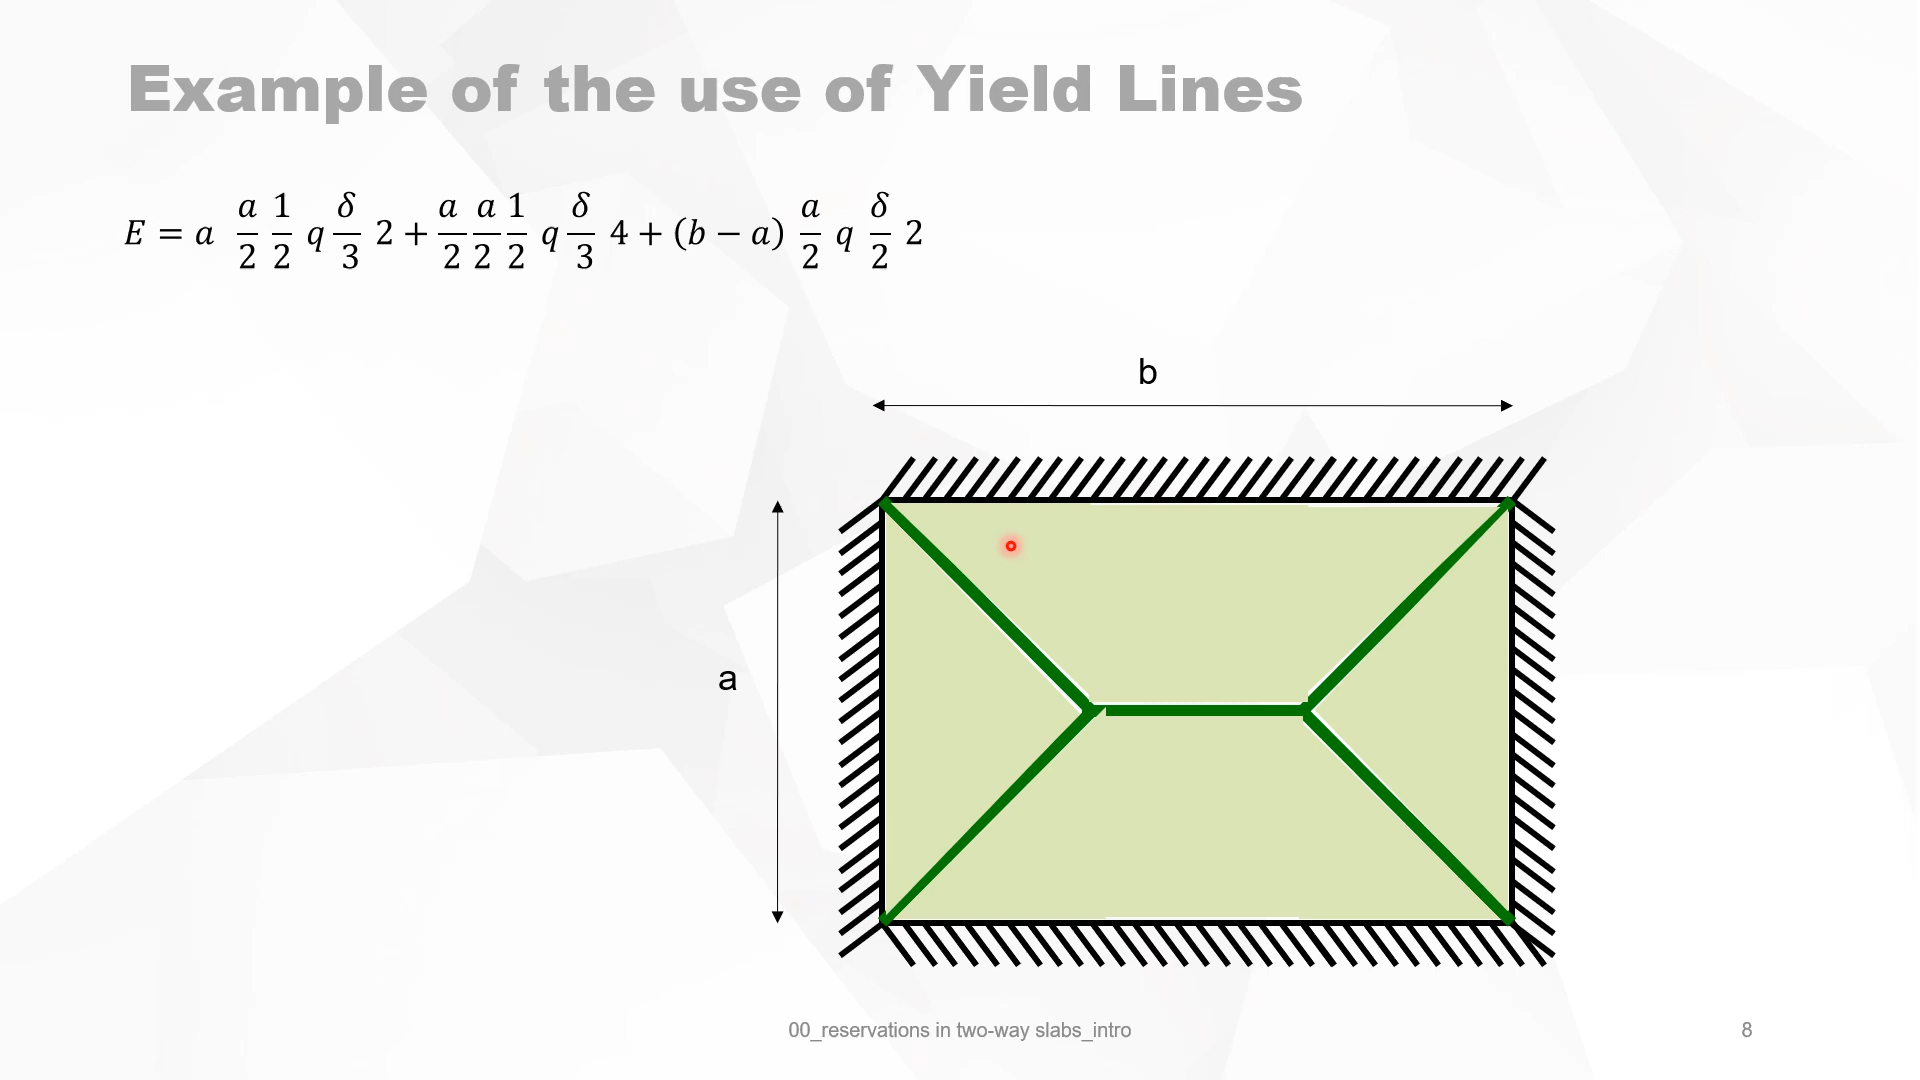 Example of the use of Yield Lines
E = a a/2 1/2 q δ/3 2 + a/2 a/2 1/2 q δ/3 4 + (b − a) a/2 q δ/2 2
b
a
00_reservations in two-way slabs_intro
8